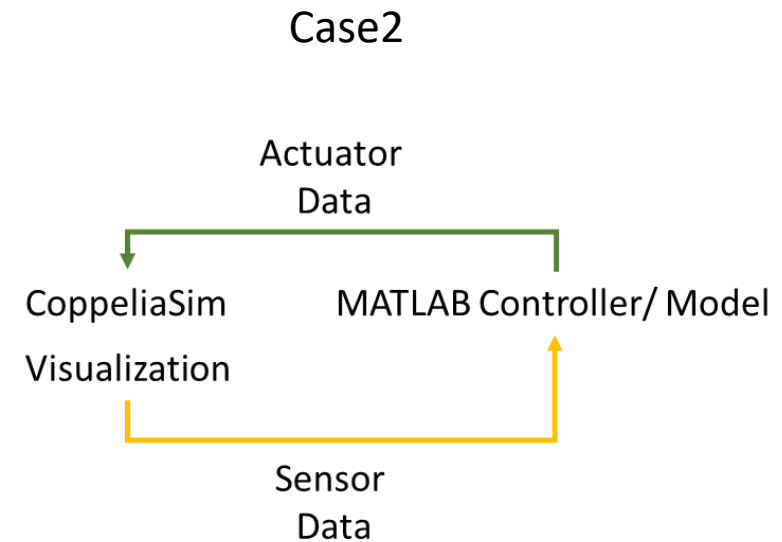 Case2
Actuator
Data
CoppeliaSim
MATLAB Controller/ Model
Visualization
Sensor
Data